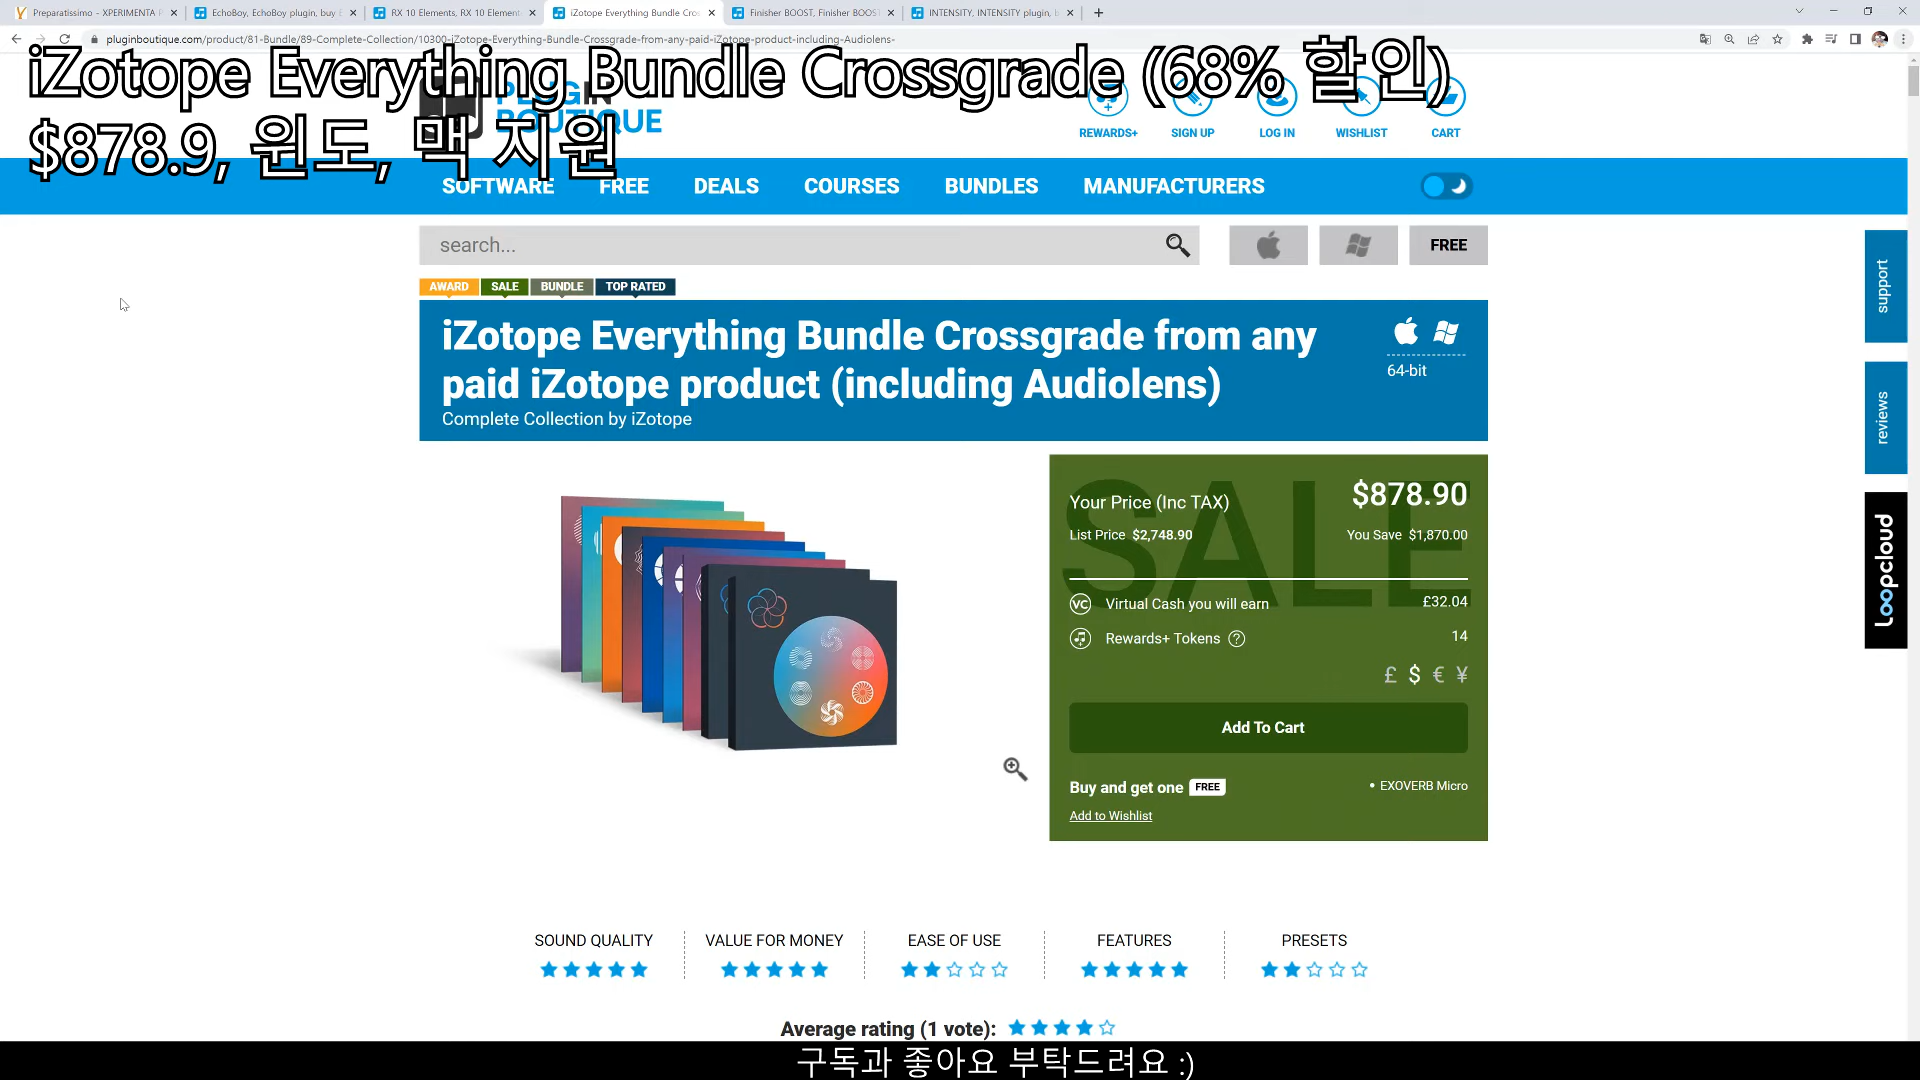 Preparatissimo - XPERIMENTA P
EchoBoy, EchoBoy plugin, buy E
RX 10 Elements, RX 10 Element
iZotope Everything Bundle Cros
Finisher BOOST, Finisher BOOS
INTENSITY, INTENSITY plugin, b
pluginboutique.com/product/81-Bundle/89-Complete-Collection/10300-iZotope-Everything-Bundle-Crossgrade-from-any-paid-iZotope-product-including-Audiolens-
iZotope Everything Bundle Crossgrade (68% 할인)
$878.9, 윈도, 맥 지원
PLUGIN
BOUTIQUE
REWARDS+ SIGN UP LOG IN WISHLIST CART
SOFTWARE FREE DEALS COURSES BUNDLES MANUFACTURERS
search...
FREE
AWARD SALE BUNDLE TOP RATED
iZotope Everything Bundle Crossgrade from any
paid iZotope product (including Audiolens)
Complete Collection by iZotope
64-bit
support
reviews
Loopcloud
SALE
Your Price (Inc TAX) $878.90
List Price $2,748.90 You Save $1,870.00
VC Virtual Cash you will earn £32.04
Rewards+ Tokens ? 14
£ $ € ¥
Add To Cart
Buy and get one FREE • EXOVERB Micro
Add to Wishlist
SOUND QUALITY VALUE FOR MONEY EASE OF USE FEATURES PRESETS
Average rating (1 vote):
구독과 좋아요 부탁드려요 :)